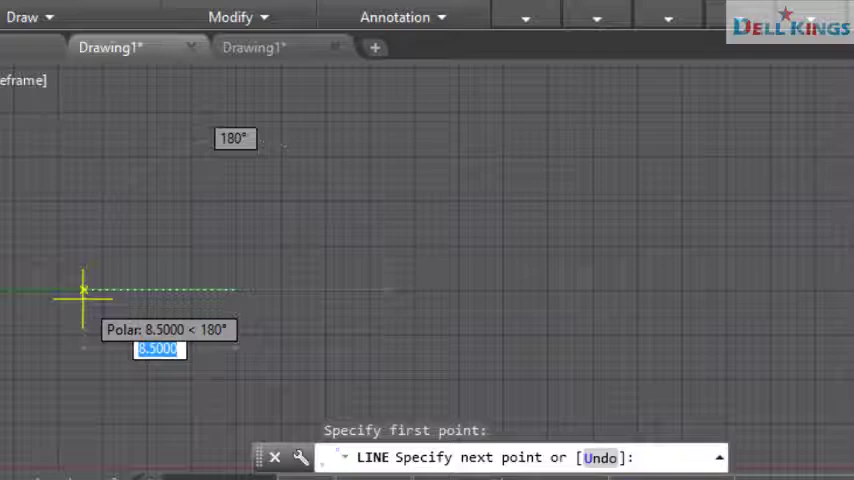 Draw Modify Annotation
DELL KINGS
Drawing1* Drawing1*
eframe]
180°
Polar: 8.5000 < 180°
8.5000
Specify first point:
LINE Specify next point or [Undo]: